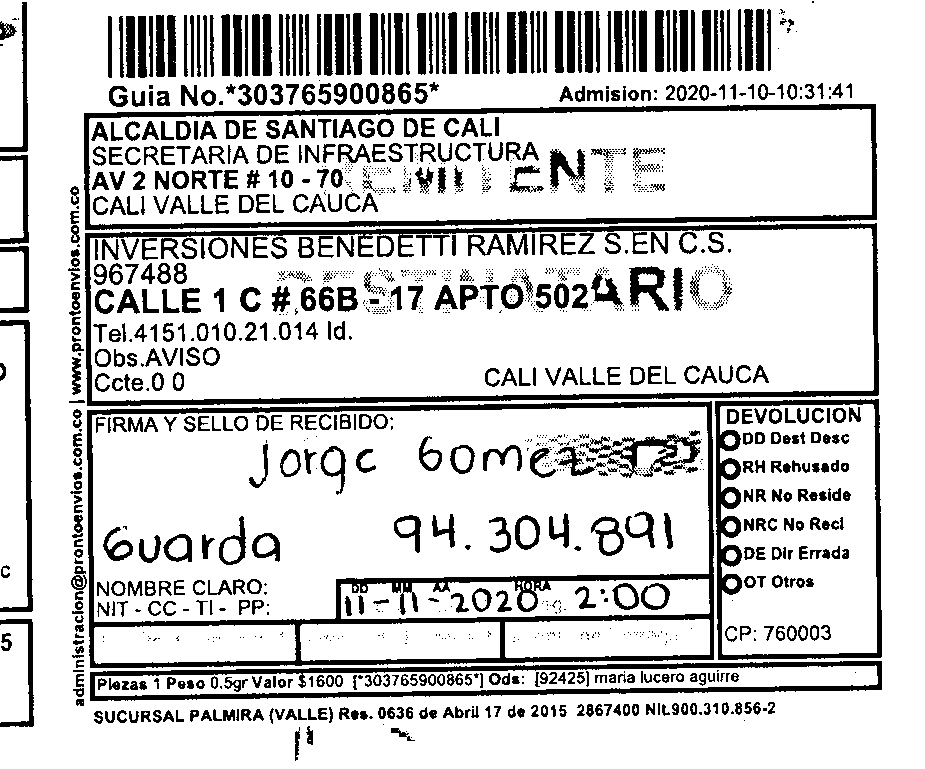 Guia No.*303765900865*
Admision: 2020-11-10-10:31:41
ALCALDIA DE SANTIAGO DE CALI
SECRETARIA DE INFRAESTRUCTURA
AV 2 NORTE # 10 - 70
CALI VALLE DEL CAUCA
INVERSIONES BENEDETTI RAMIREZ S.EN C.S.
967488
CALLE 1 C # 66B - 17 APTO 502
DESTINATARIO
Tel.4151.010.21.014 Id.
Obs.AVISO
Ccte.0 0
CALI VALLE DEL CAUCA
administracion@prontoenvios.com.co | www.prontoenvios.com.co
FIRMA Y SELLO DE RECIBIDO:
Jorge Gomez
Guarda 94.304.891
NOMBRE CLARO:
NIT - CC - TI - PP:
DD MM AA HORA
11-11-2020 2:00
DEVOLUCION
DD Dest Desc
RH Rehusado
NR No Reside
NRC No Recl
DE Dir Errada
OT Otros
CP: 760003
Piezas 1 Peso 0.5gr Valor $1600 [*303765900865*] Ods: [92425] maria lucero aguirre
SUCURSAL PALMIRA (VALLE) Res. 0636 de Abril 17 de 2015 2867400 Nit.900.310.856-2